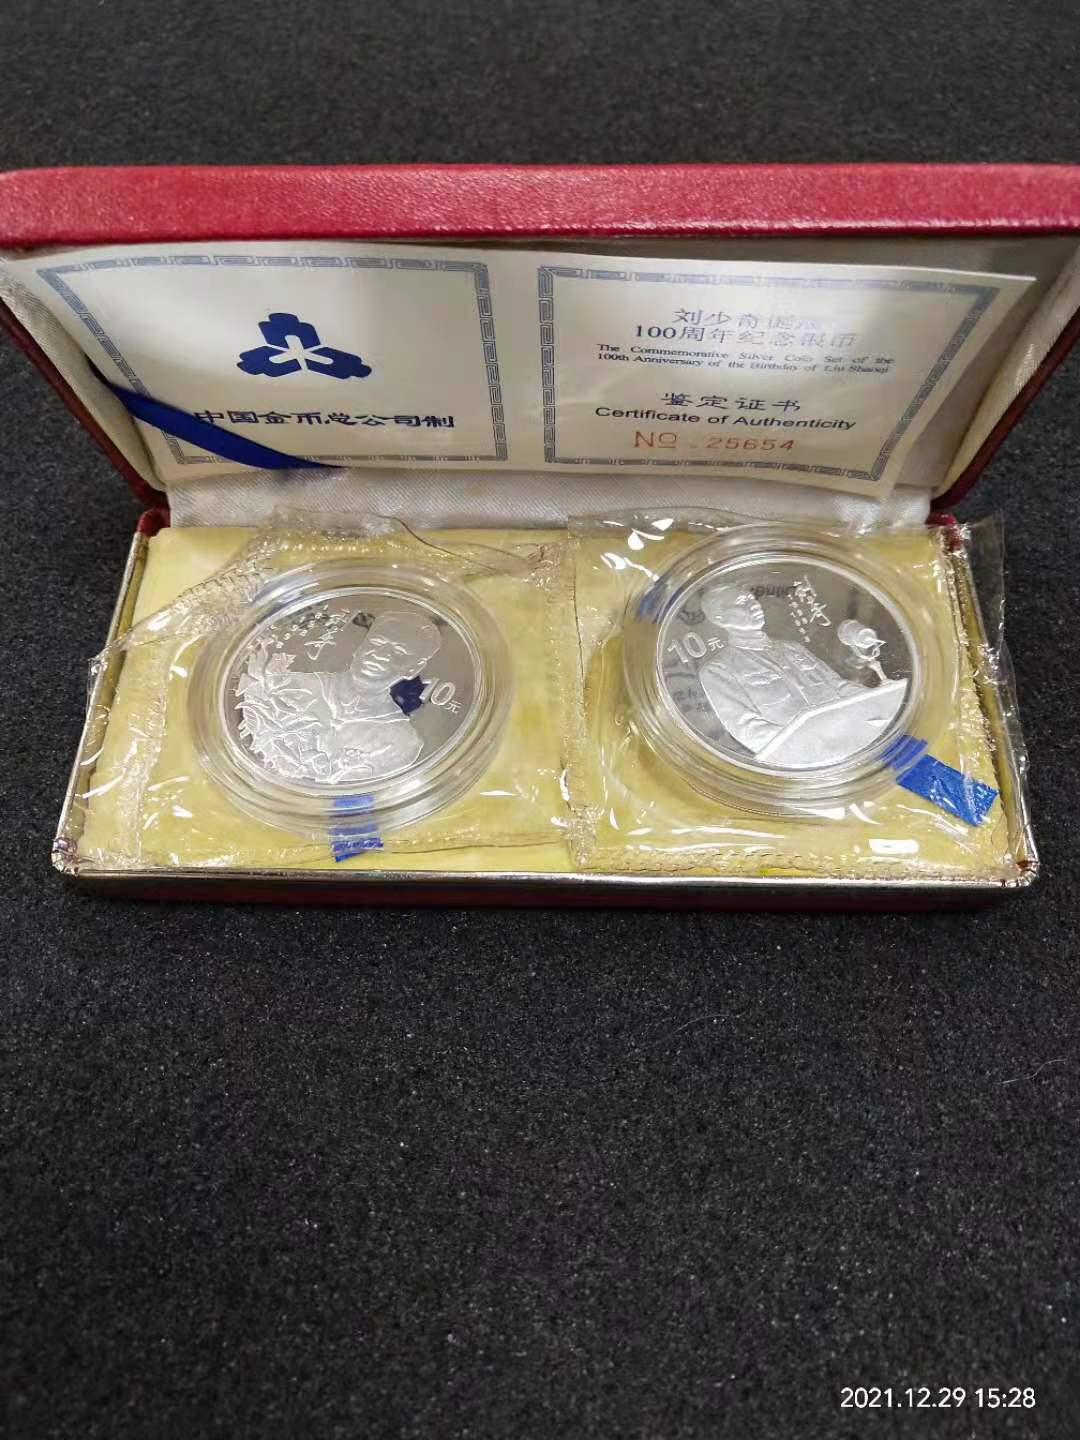 中国金币总公司制
刘少奇诞辰
100周年纪念银币
The Commemorative Silver Coin Set of the
100th Anniversary of the Birthday of Liu Shaoqi
鉴定证书
Certificate of Authenticity
NO .25654
10元
10元
2021.12.29 15:28